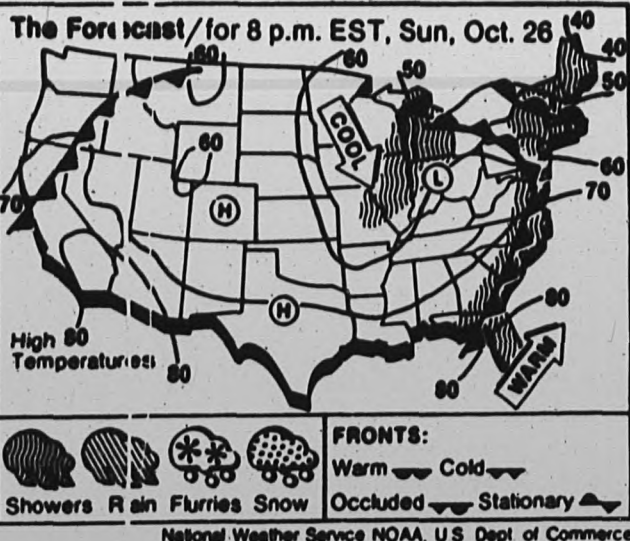 The Forecast/for 8 p.m. EST, Sun, Oct. 26
40
40
60
60
50
50
COOL
60
L
60
70
70
H
H
80
High 80
Temperatures
80
80
WARM
Showers Rain Flurries Snow
FRONTS:
Warm Cold
Occluded Stationary
National Weather Service NOAA, U.S. Dept. of Commerce